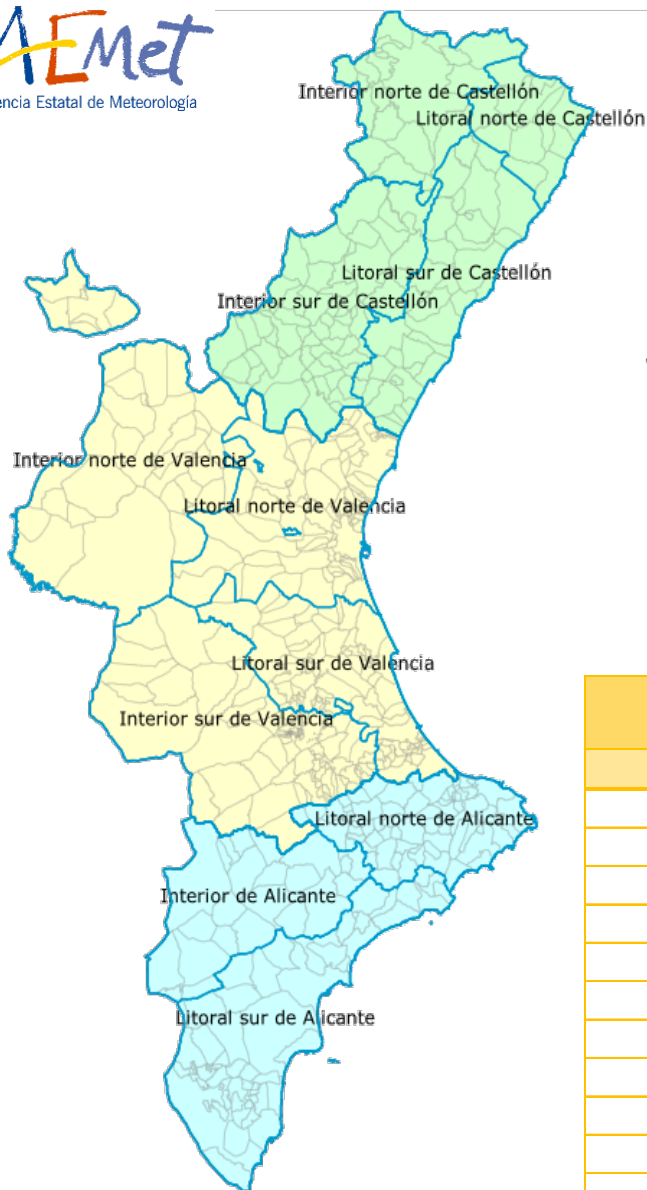 AEMet
encia Estatal de Meteorología
Interior norte de Castellón
Litoral norte de Castellón
Litoral sur de Castellón
Interior sur de Castellón
Interior norte de Valencia
Litoral norte de Valencia
Litoral sur de Valencia
Interior sur de Valencia
Litoral norte de Alicante
Interior de Alicante
Litoral sur de Alicante